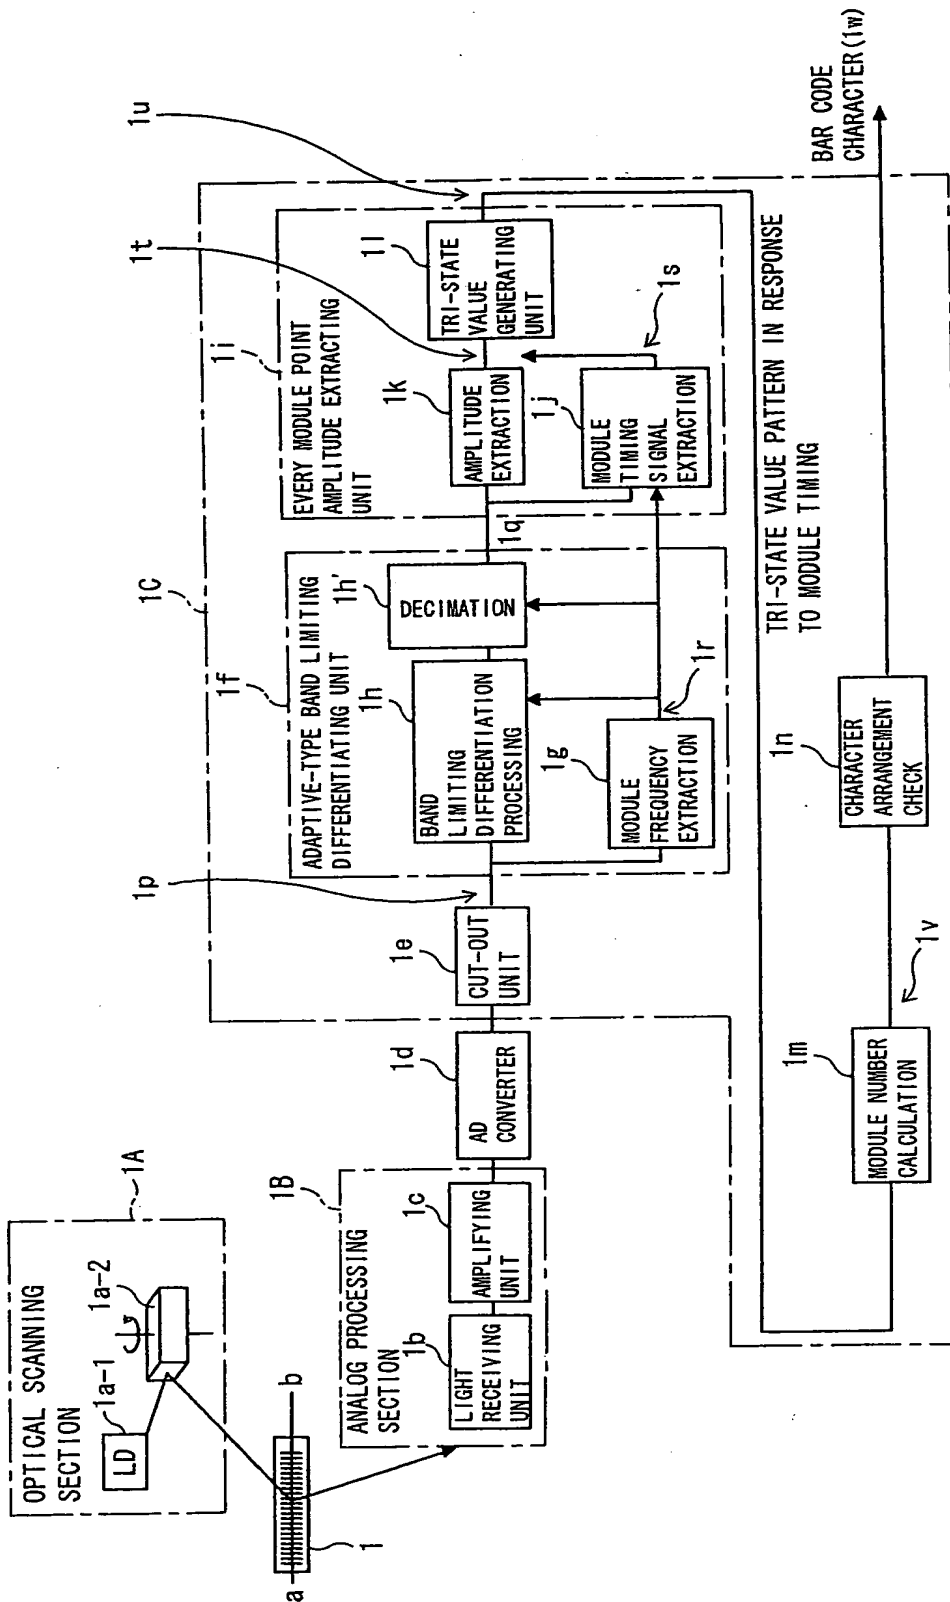 OPTICAL SCANNING
SECTION
1A
1a-1
LD
1a-2
a
b
1
ANALOG PROCESSING
SECTION
1B
1b
LIGHT
RECEIVING
UNIT
1c
AMPLIFYING
UNIT
1d
AD
CONVERTER
1C
1e
CUT-OUT
UNIT
1p
1f
ADAPTIVE-TYPE BAND LIMITING
DIFFERENTIATING UNIT
1h
BAND
LIMITING
DIFFERENTIATION
PROCESSING
1h'
DECIMATION
1g
MODULE
FREQUENCY
EXTRACTION
1r
1q
1i
EVERY MODULE POINT
AMPLITUDE EXTRACTING
UNIT
1k
AMPLITUDE
EXTRACTION
1j
MODULE
TIMING
SIGNAL
EXTRACTION
1s
1t
1l
TRI-STATE
VALUE
GENERATING
UNIT
1u
TRI-STATE VALUE PATTERN IN RESPONSE
TO MODULE TIMING
1m
MODULE NUMBER
CALCULATION
1v
1n
CHARACTER
ARRANGEMENT
CHECK
BAR CODE
CHARACTER(1w)